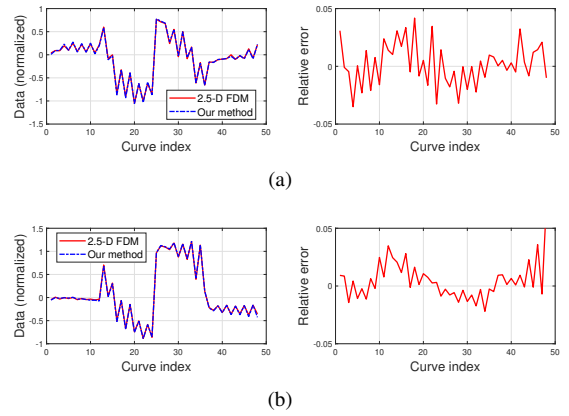 Data (normalized)
1
0.5
0
-0.5
-1
-1.5
0 10 20 30 40 50
Curve index
2.5-D FDM
Our method
Relative error
0.05
0
-0.05
0 10 20 30 40 50
Curve index
(a)
Data (normalized)
1.5
1
0.5
0
-0.5
-1
0 10 20 30 40 50
Curve index
2.5-D FDM
Our method
Relative error
0.05
0
-0.05
0 10 20 30 40 50
Curve index
(b)